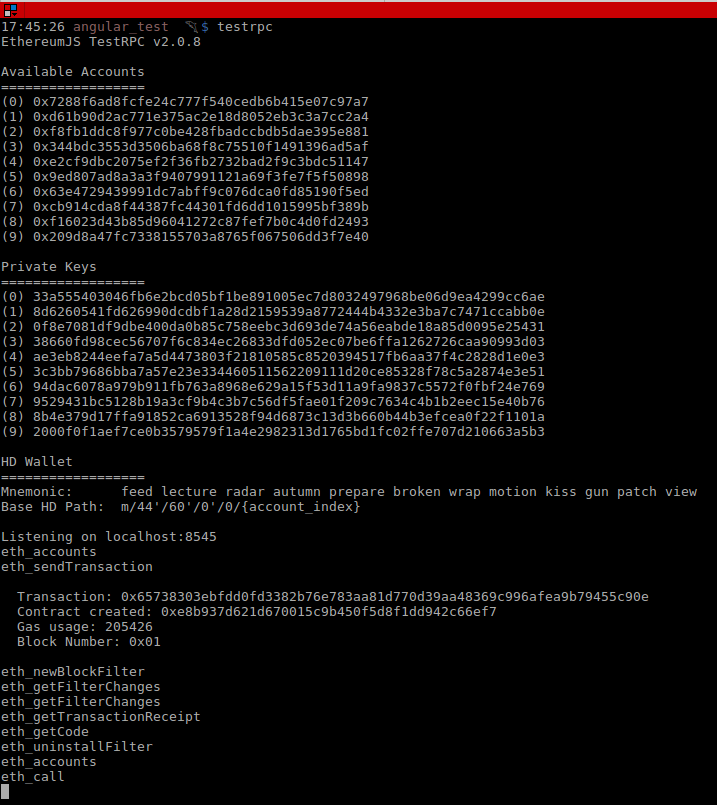 17:45:26 angular_test $ testrpc
EthereumJS TestRPC v2.0.8
Available Accounts
==================
(0) 0x7288f6ad8fcfe24c777f540cedb6b415e07c97a7
(1) 0xd61b90d2ac771e375ac2e18d8052eb3c3a7cc2a4
(2) 0xf8fb1ddc8f977c0be428fbadccbdb5dae395e881
(3) 0x344bdc3553d3506ba68f8c75510f1491396ad5af
(4) 0xe2cf9dbc2075ef2f36fb2732bad2f9c3bdc51147
(5) 0x9ed807ad8a3a3f9407991121a69f3fe7f5f50898
(6) 0x63e4729439991dc7abff9c076dca0fd85190f5ed
(7) 0xcb914cda8f44387fc44301fd6dd1015995bf389b
(8) 0xf16023d43b85d96041272c87fef7b0c4d0fd2493
(9) 0x209d8a47fc7338155703a8765f067506dd3f7e40
Private Keys
==================
(0) 33a555403046fb6e2bcd05bf1be891005ec7d8032497968be06d9ea4299cc6ae
(1) 8d6260541fd626990dcdbf1a28d2159539a8772444b4332e3ba7c7471ccabb0e
(2) 0f8e7081df9dbe400da0b85c758eebc3d693de74a56eabde18a85d0095e25431
(3) 38660fd98cec56707f6c834ec26833dfd052ec07be6ffa1262726caa90993d03
(4) ae3eb8244eefa7a5d4473803f21810585c8520394517fb6aa37f4c2828d1e0e3
(5) 3c3bb79686bba7a57e23e334460511562209111d20ce85328f78c5a2874e3e51
(6) 94dac6078a979b911fb763a8968e629a15f53d11a9fa9837c5572f0fbf24e769
(7) 9529431bc5128b19a3cf9b4c3b7c56df5fae01f209c7634c4b1b2eec15e40b76
(8) 8b4e379d17ffa91852ca6913528f94d6873c13d3b660b44b3efcea0f22f1101a
(9) 2000f0f1aef7ce0b3579579f1a4e2982313d1765bd1fc02ffe707d210663a5b3
HD Wallet
==================
Mnemonic:      feed lecture radar autumn prepare broken wrap motion kiss gun patch view
Base HD Path:  m/44'/60'/0'/0/{account_index}
Listening on localhost:8545
eth_accounts
eth_sendTransaction
Transaction: 0x65738303ebfdd0fd3382b76e783aa81d770d39aa48369c996afea9b79455c90e
Contract created: 0xe8b937d621d670015c9b450f5d8f1dd942c66ef7
Gas usage: 205426
Block Number: 0x01
eth_newBlockFilter
eth_getFilterChanges
eth_getFilterChanges
eth_getTransactionReceipt
eth_getCode
eth_uninstallFilter
eth_accounts
eth_call